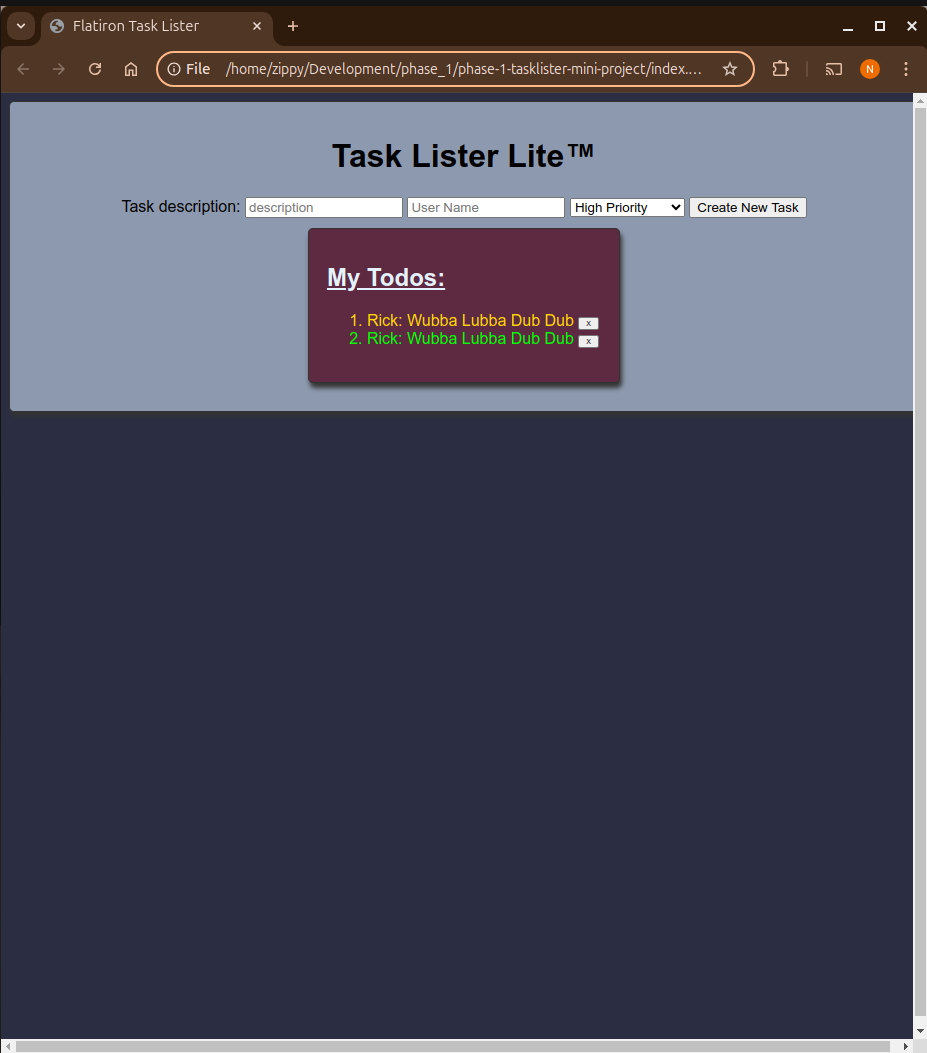 Flatiron Task Lister
File /home/zippy/Development/phase_1/phase-1-tasklister-mini-project/index.…
N
Task Lister Lite™
Task description: description User Name High Priority Create New Task
My Todos:
1. Rick: Wubba Lubba Dub Dub x
2. Rick: Wubba Lubba Dub Dub x